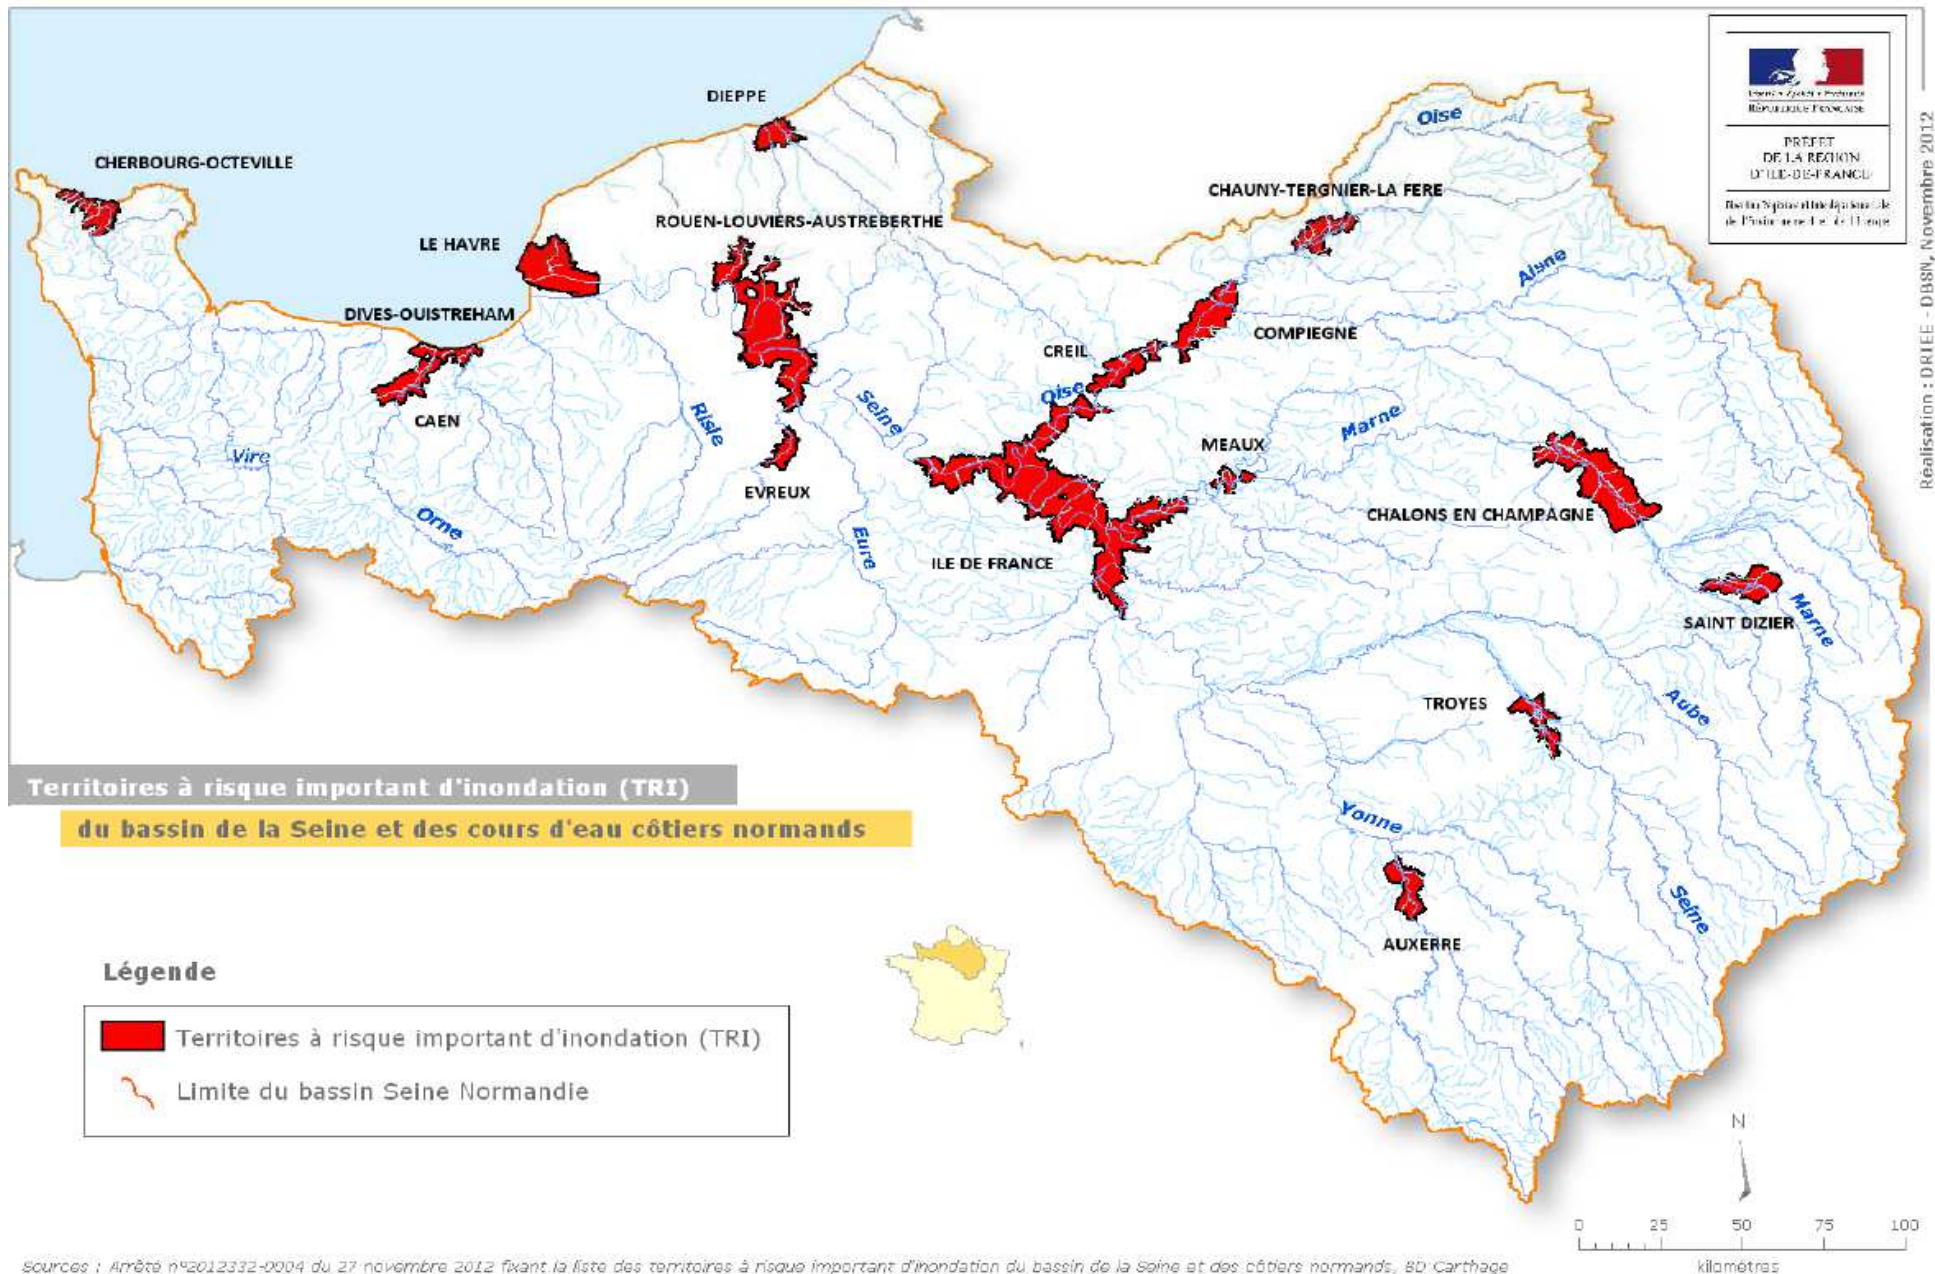 DIEPPE
CHERBOURG-OCTEVILLE
ROUEN-LOUVIERS-AUSTREBERTHE
LE HAVRE
DIVES-OUISTREHAM
CAEN
EVREUX
CHAUNY-TERGNIER-LA FERE
COMPIEGNE
CREIL
MEAUX
CHALONS EN CHAMPAGNE
ILE DE FRANCE
SAINT DIZIER
TROYES
AUXERRE
Oise
Aisne
Oise
Marne
Seine
Risle
Vire
Orne
Eure
Marne
Aube
Yonne
Seine
RÉPUBLIQUE FRANÇAISE
PRÉFET
DE LA RÉGION
D'ILE-DE-FRANCE
Réalisation : DRIEE - DBSN, Novembre 2012
Territoires à risque important d'inondation (TRI)
du bassin de la Seine et des cours d'eau côtiers normands
Légende
Territoires à risque important d'inondation (TRI)
Limite du bassin Seine Normandie
N
0 25 50 75 100
kilomètres
Sources : Arrêté n°2012332-0004 du 27 novembre 2012 fixant la liste des territoires à risque important d'inondation du bassin de la Seine et des côtiers normands, BD Carthage